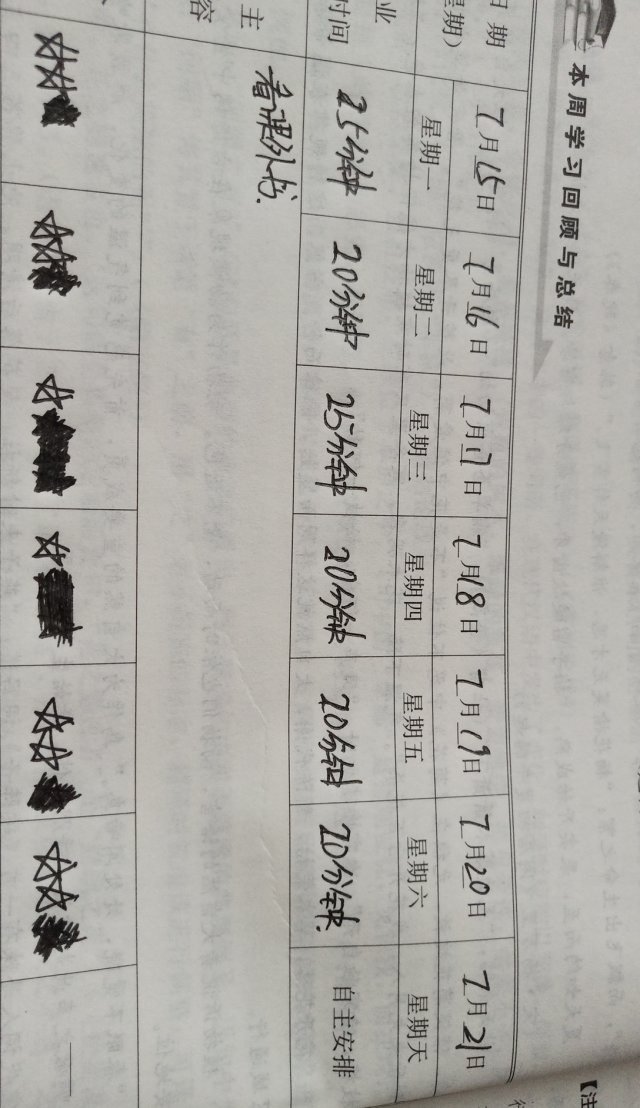 本周学习回顾与总结
日 期 7月15日 7月16日 7月17日 7月18日 7月19日 7月20日 7月21日
星期） 星期一 星期二 星期三 星期四 星期五 星期六 星期天
业
时间 25分钟 20分钟 25分钟 20分钟 20分钟 20分钟. 自主安排
主
容
看课外书.
【注